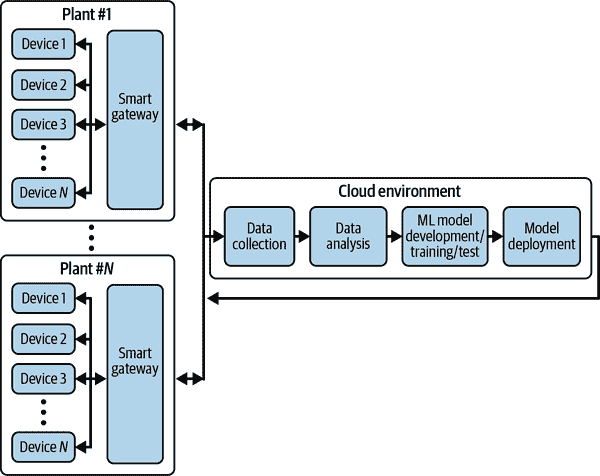 Plant #1
Device 1
Device 2
Device 3
Device N
Smart
gateway
Cloud environment
Data
collection
Data
analysis
ML model
development/
training/test
Model
deployment
Plant #N
Device 1
Device 2
Device 3
Device N
Smart
gateway